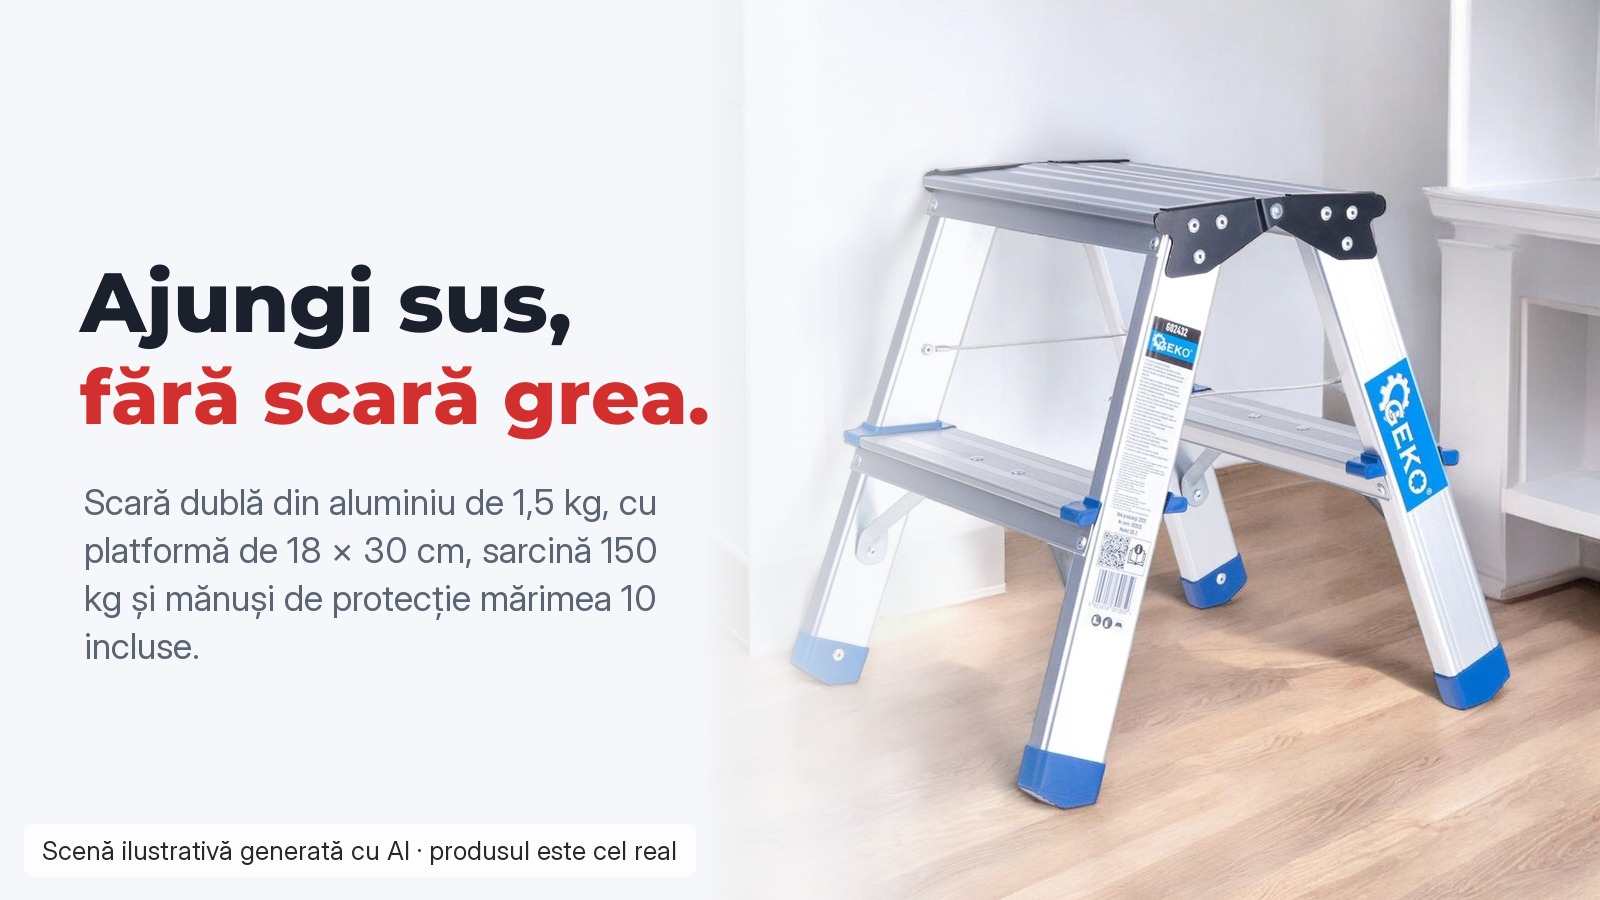 Ajungi sus,
fără scară grea.
Scară dublă din aluminiu de 1,5 kg, cu
platformă de 18 × 30 cm, sarcină 150
kg și mănuși de protecție mărimea 10
incluse.
Scenă ilustrativă generată cu AI · produsul este cel real
G02432
GEKO
GEKO